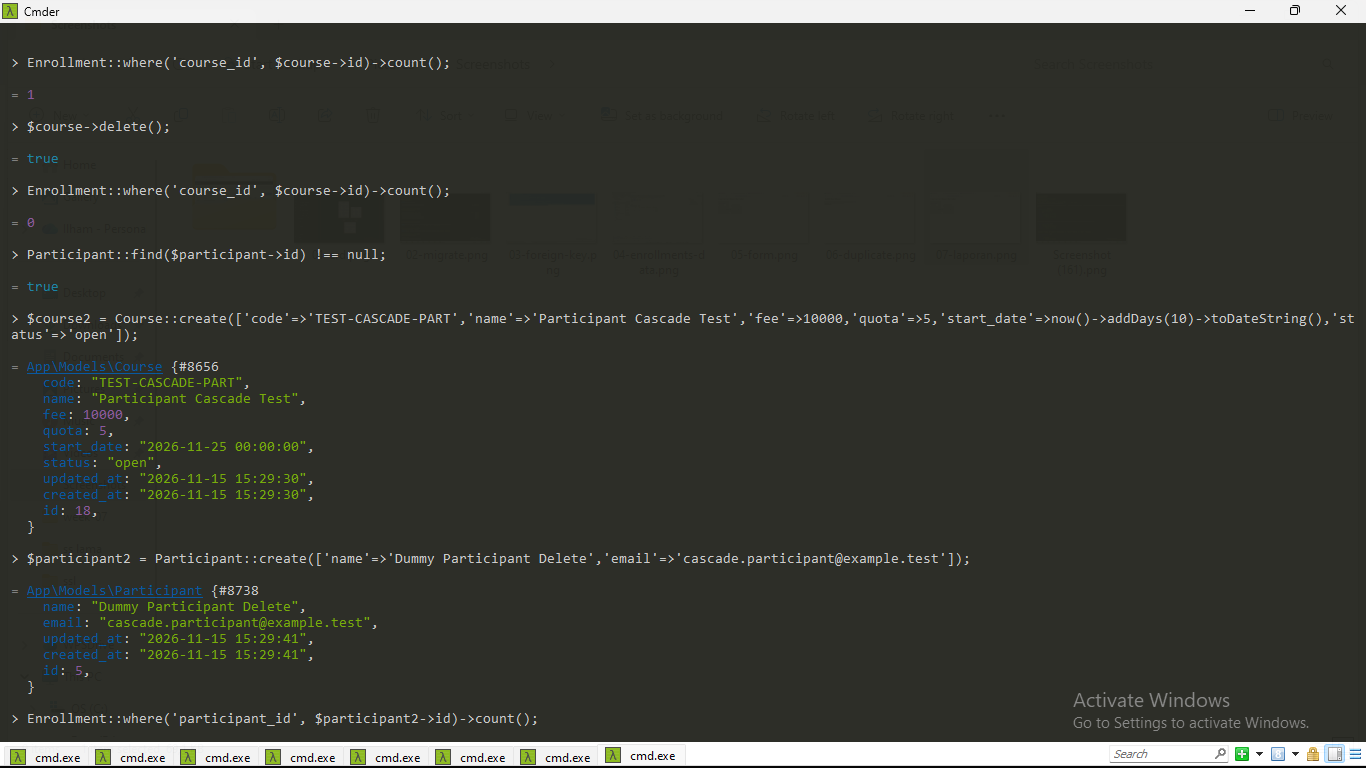 Cmder
> Enrollment::where('course_id', $course->id)->count();
= 1
> $course->delete();
= true
> Enrollment::where('course_id', $course->id)->count();
= 0
> Participant::find($participant->id) !== null;
= true
> $course2 = Course::create(['code'=>'TEST-CASCADE-PART','name'=>'Participant Cascade Test','fee'=>10000,'quota'=>5,'start_date'=>now()->addDays(10)->toDateString(),'st
atus'=>'open']);
= App\Models\Course {#8656
code: "TEST-CASCADE-PART",
name: "Participant Cascade Test",
fee: 10000,
quota: 5,
start_date: "2026-11-25 00:00:00",
status: "open",
updated_at: "2026-11-15 15:29:30",
created_at: "2026-11-15 15:29:30",
id: 18,
}
> $participant2 = Participant::create(['name'=>'Dummy Participant Delete','email'=>'cascade.participant@example.test']);
= App\Models\Participant {#8738
name: "Dummy Participant Delete",
email: "cascade.participant@example.test",
updated_at: "2026-11-15 15:29:41",
created_at: "2026-11-15 15:29:41",
id: 5,
}
> Enrollment::where('participant_id', $participant2->id)->count();
Activate Windows
Go to Settings to activate Windows.
cmd.exe cmd.exe cmd.exe cmd.exe cmd.exe cmd.exe cmd.exe cmd.exe Search